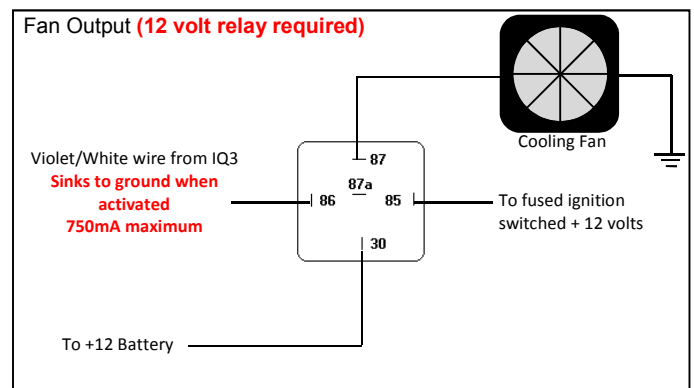 Fan Output (12 volt relay required)
Cooling Fan
Violet/White wire from IQ3
Sinks to ground when
activated
750mA maximum
87
87a
86
85
30
To fused ignition
switched + 12 volts
To +12 Battery